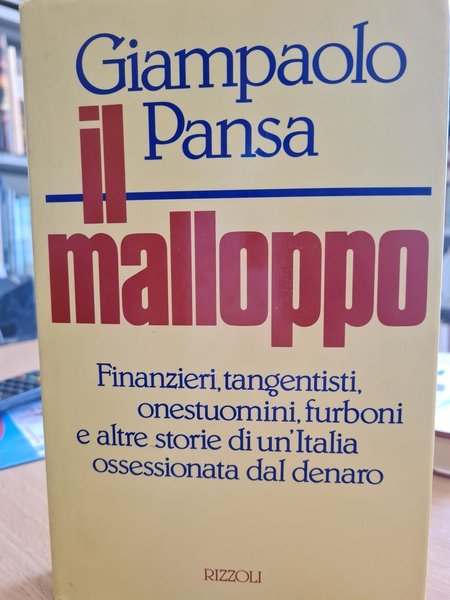 Giampaolo
Pansa
il
malloppo
Finanzieri, tangentisti,
onestuomini, furboni
e altre storie di un'Italia
ossessionata dal denaro
RIZZOLI